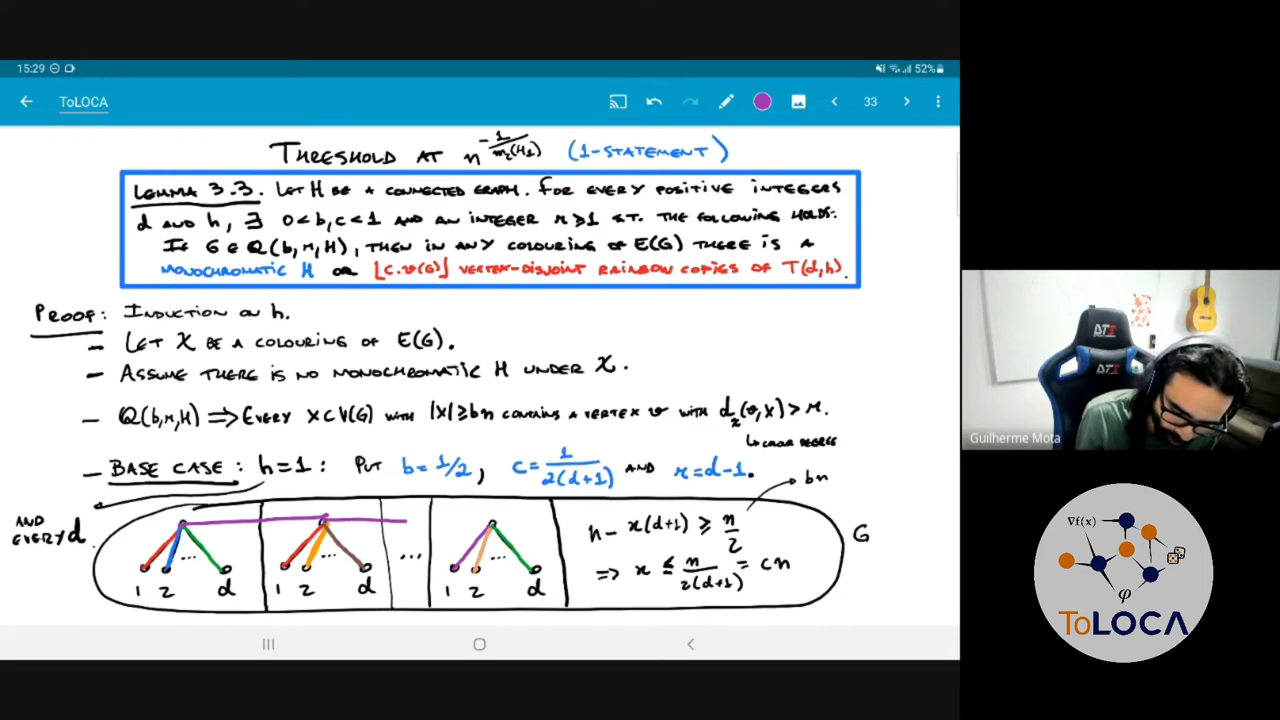 15:29
52%
ToLOCA
33
THRESHOLD AT n^{-1/m₂(H₁)} (1-STATEMENT)
LEMMA 3.3. LET H BE A CONNECTED GRAPH. FOR EVERY POSITIVE INTEGERS
d AND h, ∃ 0<b,c<1 AND AN INTEGER r≥1 S.T. THE FOLLOWING HOLDS:
IF G ∈ Q(b,r,H), THEN IN ANY COLOURING OF E(G) THERE IS A
MONOCHROMATIC H OR ⌊c.v(G)⌋ VERTEX-DISJOINT RAINBOW COPIES OF T(d,h).
PROOF: INDUCTION ON h.
- LET χ BE A COLOURING OF E(G).
- ASSUME THERE IS NO MONOCHROMATIC H UNDER χ.
- Q(b,r,H) ⟹ EVERY X⊂V(G) WITH |X|≥bn CONTAINS A VERTEX v WITH d_χ(v,X)>r.
↳COLOR DEGREE
- BASE CASE: h=1: PUT b=1/2, c=1/2(d+1) AND r=d-1.
bn
AND EVERY d.
1 2 ... d
1 2 ... d
...
1 2 ... d
n - x(d+1) ≥ n/2
⟹ x ≤ n/2(d+1) = cn
G
Guilherme Mota
DT3
∇f(x)
φ
ToLOCA